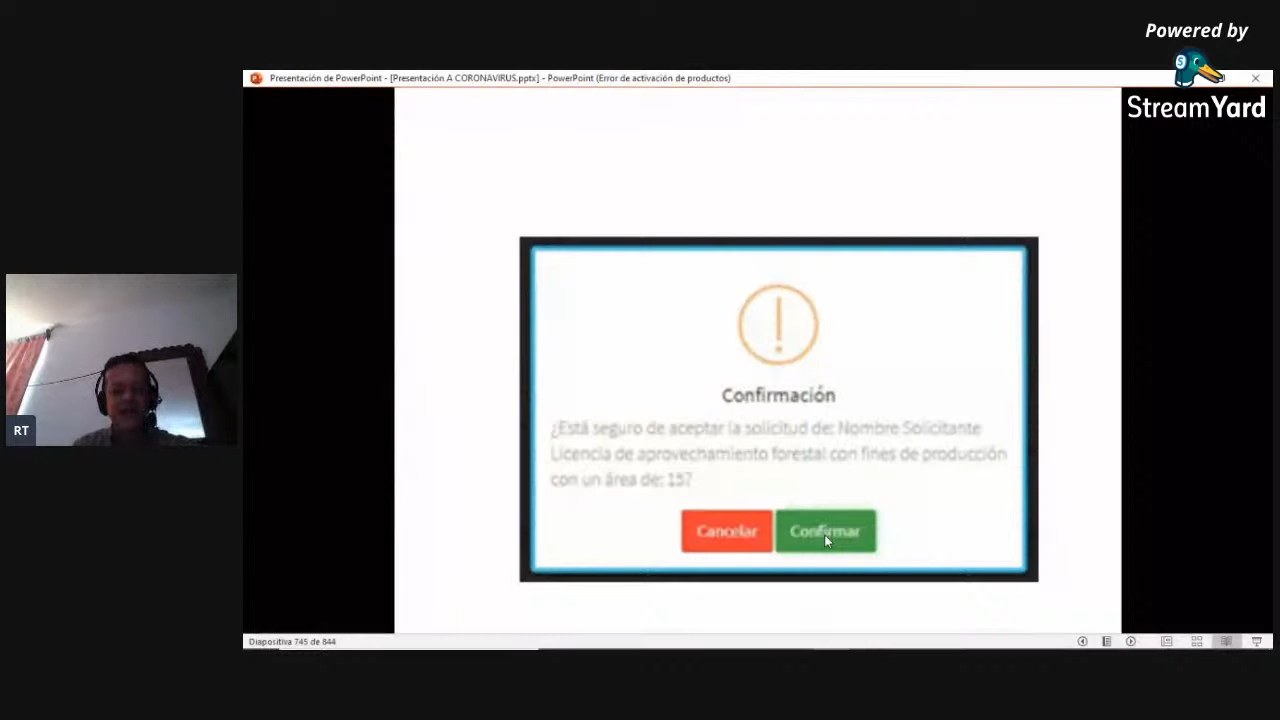 Powered by
StreamYard
Presentación de PowerPoint - [Presentación A CORONAVIRUS.pptx] - PowerPoint (Error de activación de productos)
Confirmación
¿Está seguro de aceptar la solicitud de: Nombre Solicitante
Licencia de aprovechamiento forestal con fines de producción
con un área de: 15?
Cancelar
Confirmar
RT
Diapositiva 745 de 844